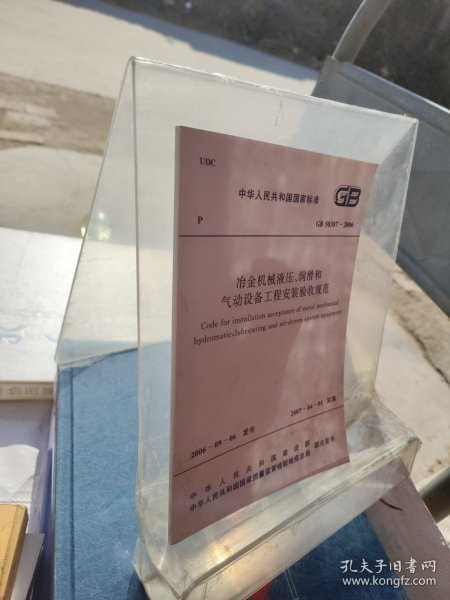 UDC
中华人民共和国国家标准
GB
P
GB 50387-2006
冶金机械液压、润滑和
气动设备工程安装验收规范
Code for installation acceptance of metal mechanical
hydromatic, lubricating and air-driven system equipment
2006-09-06 发布
2007-04-01 实施
中华人民共和国建设部
中华人民共和国国家质量监督检验检疫总局
联合发布
孔夫子旧书网
www.kongfz.com